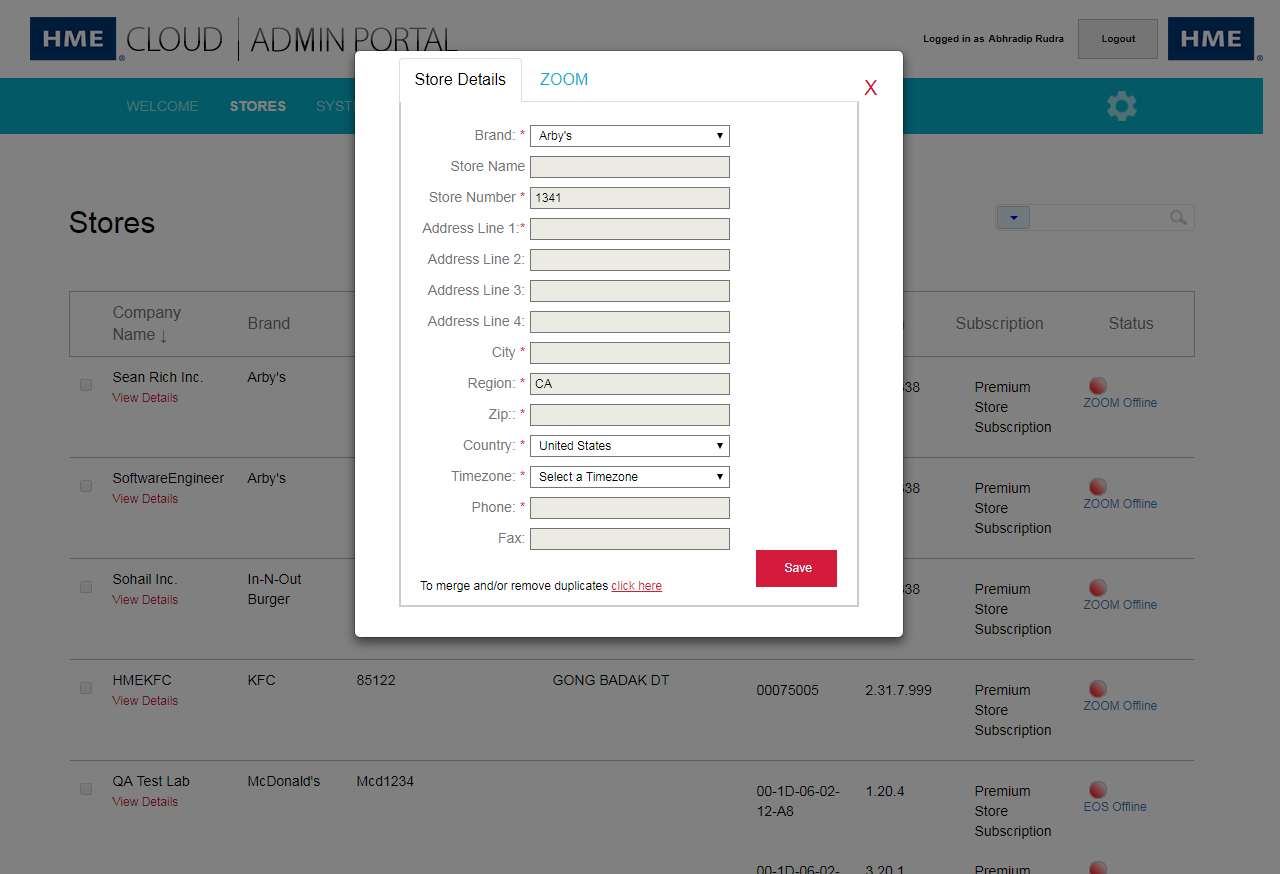 HME CLOUD ADMIN PORTAL
Logged in as Abhradip Rudra
Logout
HME
WELCOME STORES
Store Details ZOOM
X
Stores
Brand: * Arby's
Store Name
Store Number * 1341
Address Line 1:*
Address Line 2:
Address Line 3:
Address Line 4:
City *
Region: * CA
Zip:: *
Country: * United States
Timezone: * Select a Timezone
Phone: *
Fax:
Save
To merge and/or remove duplicates click here
Company Name ↓ Brand Subscription Status
Sean Rich Inc. Arby's 38 Premium Store Subscription ZOOM Offline
View Details
SoftwareEngineer Arby's 38 Premium Store Subscription ZOOM Offline
View Details
Sohail Inc. In-N-Out Burger 38 Premium Store Subscription ZOOM Offline
View Details
HMEKFC KFC 85122 GONG BADAK DT 00075005 2.31.7.999 Premium Store Subscription ZOOM Offline
View Details
QA Test Lab McDonald's Mcd1234 00-1D-06-02-12-A8 1.20.4 Premium Store Subscription EOS Offline
View Details
00-1D-06-02- 3.20.1 Premium